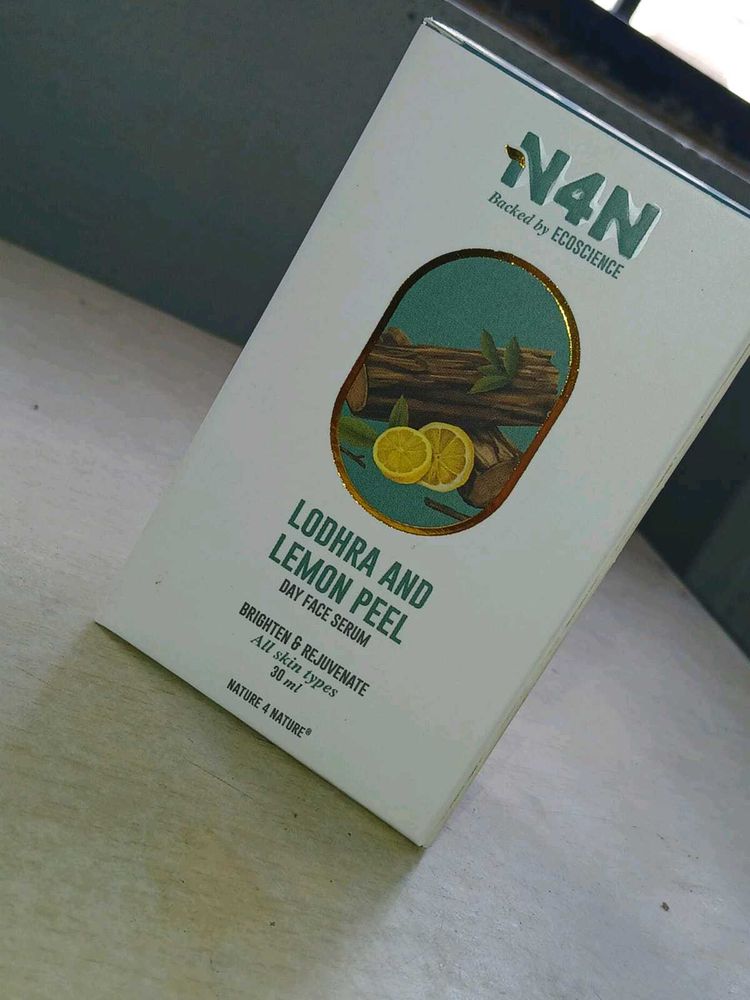 N4N
Backed by ECOSCIENCE
LODHRA AND
LEMON PEEL
DAY FACE SERUM
BRIGHTEN & REJUVENATE
All skin types
30 ml
NATURE 4 NATURE®